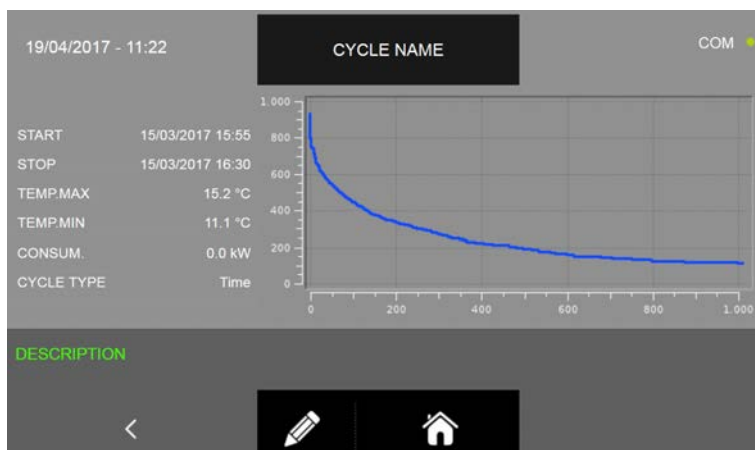 19/04/2017 - 11:22
CYCLE NAME
COM
START 15/03/2017 15:55
STOP 15/03/2017 16:30
TEMP.MAX 15.2 °C
TEMP.MIN 11.1 °C
CONSUM. 0.0 kW
CYCLE TYPE Time
1.000
800
600
400
200
0
0 200 400 600 800 1.000
DESCRIPTION